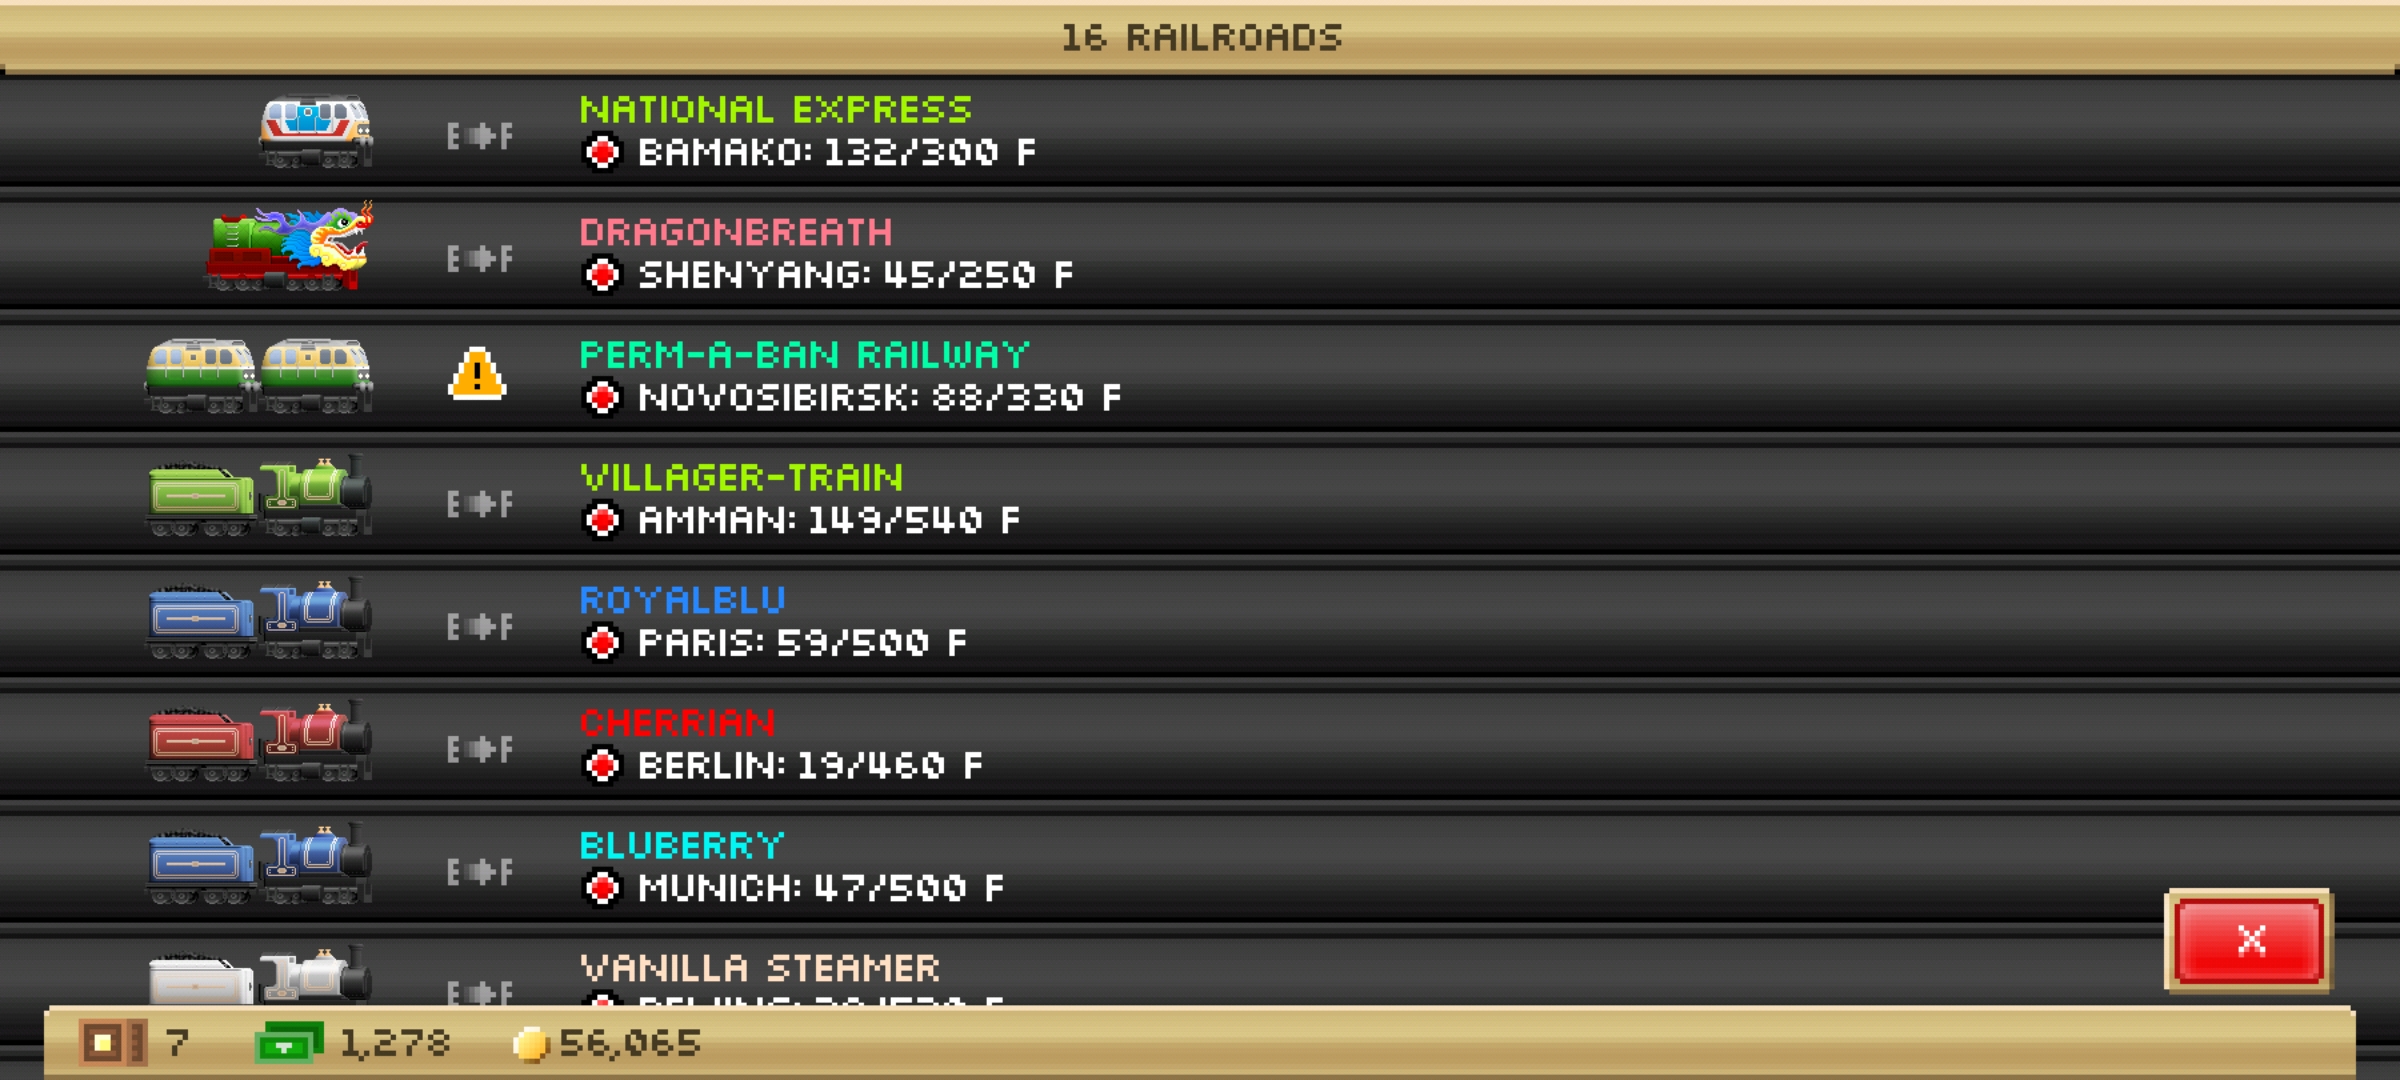 16 RAILROADS
E F
NATIONAL EXPRESS
BAMAKO: 132/300 F
E F
DRAGONBREATH
SHENYANG: 45/250 F
PERM-A-BAN RAILWAY
NOVOSIBIRSK: 88/330 F
E F
VILLAGER-TRAIN
AMMAN: 149/540 F
E F
ROYALBLU
PARIS: 59/500 F
E F
CHERRIAN
BERLIN: 19/460 F
E F
BLUBERRY
MUNICH: 47/500 F
X
E F
VANILLA STEAMER
7 1,278 56,065